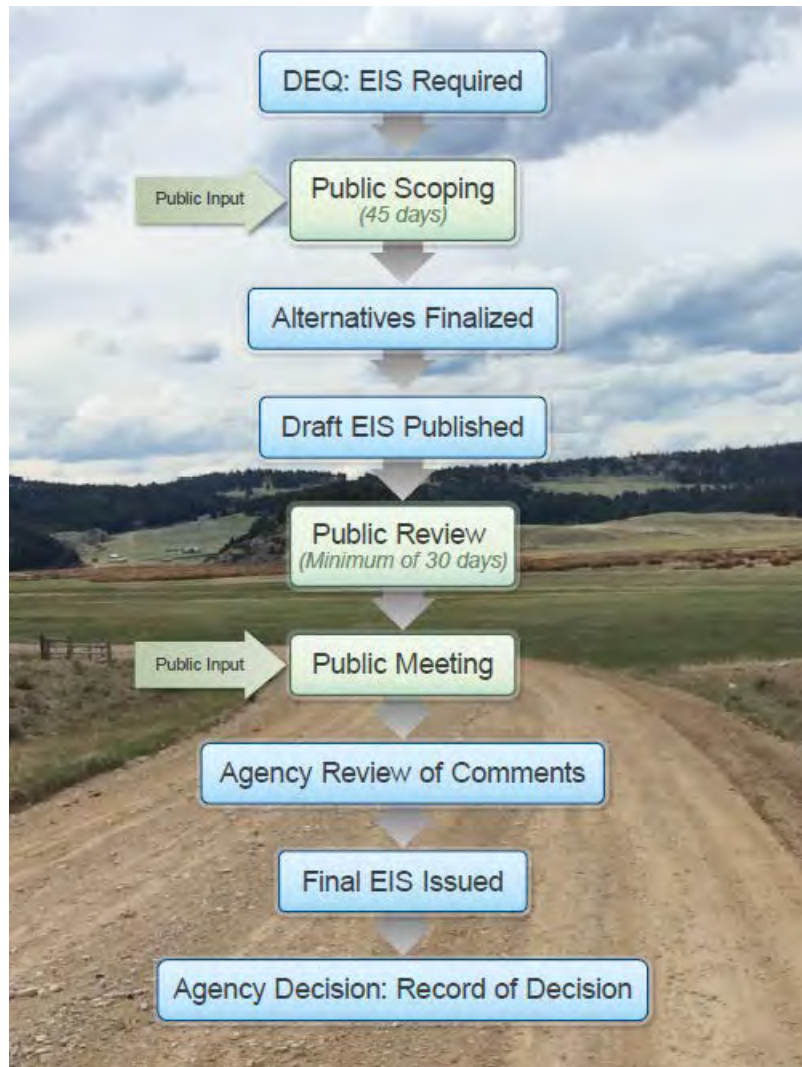 DEQ: EIS Required
Public Input
Public Scoping
(45 days)
Alternatives Finalized
Draft EIS Published
Public Review
(Minimum of 30 days)
Public Input
Public Meeting
Agency Review of Comments
Final EIS Issued
Agency Decision: Record of Decision